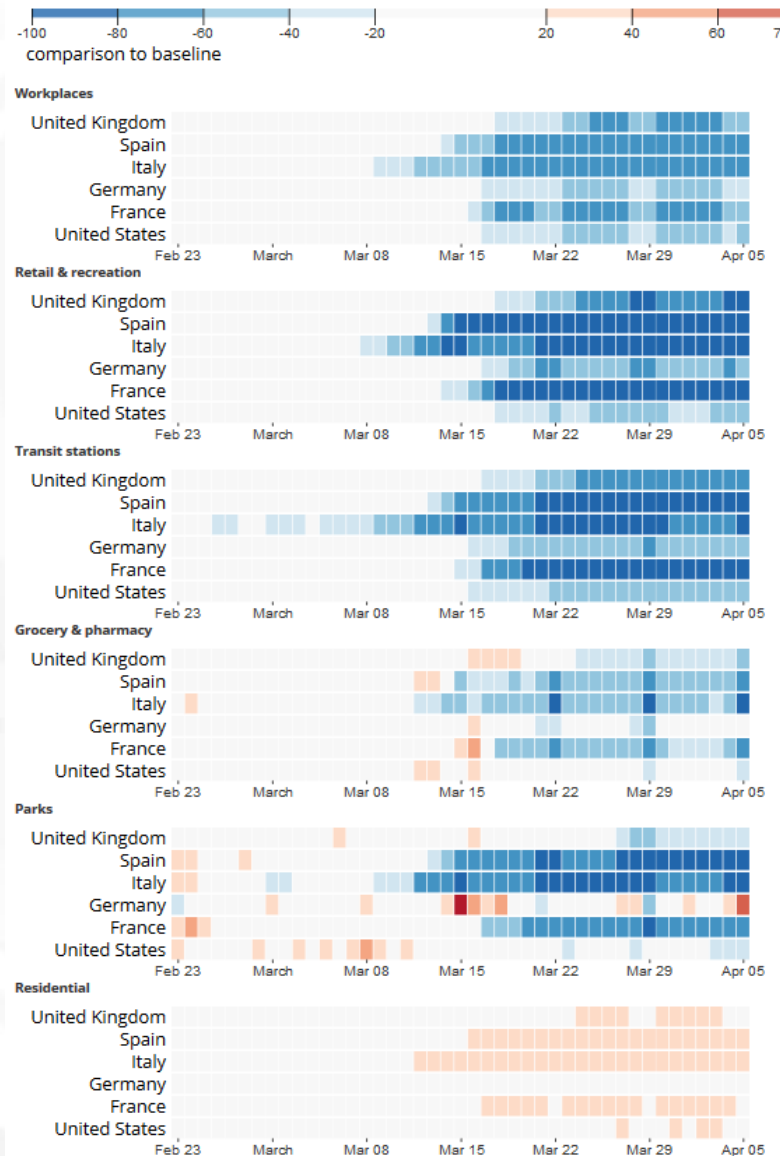 -100 -80 -60 -40 -20 20 40 60
comparison to baseline
Workplaces
United Kingdom
Spain
Italy
Germany
France
United States
Feb 23 March Mar 08 Mar 15 Mar 22 Mar 29 Apr 05
Retail & recreation
United Kingdom
Spain
Italy
Germany
France
United States
Feb 23 March Mar 08 Mar 15 Mar 22 Mar 29 Apr 05
Transit stations
United Kingdom
Spain
Italy
Germany
France
United States
Feb 23 March Mar 08 Mar 15 Mar 22 Mar 29 Apr 05
Grocery & pharmacy
United Kingdom
Spain
Italy
Germany
France
United States
Feb 23 March Mar 08 Mar 15 Mar 22 Mar 29 Apr 05
Parks
United Kingdom
Spain
Italy
Germany
France
United States
Feb 23 March Mar 08 Mar 15 Mar 22 Mar 29 Apr 05
Residential
United Kingdom
Spain
Italy
Germany
France
United States
Feb 23 March Mar 08 Mar 15 Mar 22 Mar 29 Apr 05